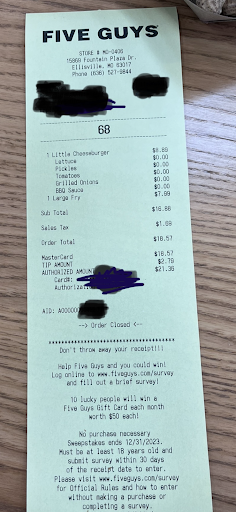 FIVE GUYS
STORE # MO-0406
15869 Fountain Plaza Dr.
Ellisville, MO 63017
Phone (636) 527-9844
68
1 Little Cheeseburger $8.89
Lettuce $0.00
Pickles $0.00
Tomatoes $0.00
Grilled Onions $0.00
BBQ Sauce $0.00
1 Large Fry $7.99
Sub Total $16.88
Sales Tax $1.69
Order Total $18.57
MasterCard $18.57
TIP AMOUNT $2.79
AUTHORIZED AMOUNT $21.36
Card#:
AID:
--> Order Closed <--
Don't throw away your receipt!!!
Help Five Guys and you could win!
Log online to www.fiveguys.com/survey
and fill out a brief survey!
10 lucky people will win a
Five Guys Gift Card each month
worth $50 each!
No purchase necessary
Sweepstakes ends 12/31/2023.
Must be at least 18 years old and
submit survey within 30 days
of the receipt date to enter.
Please visit www.fiveguys.com/survey
for Official Rules and how to enter
without making a purchase or
completing a survey.